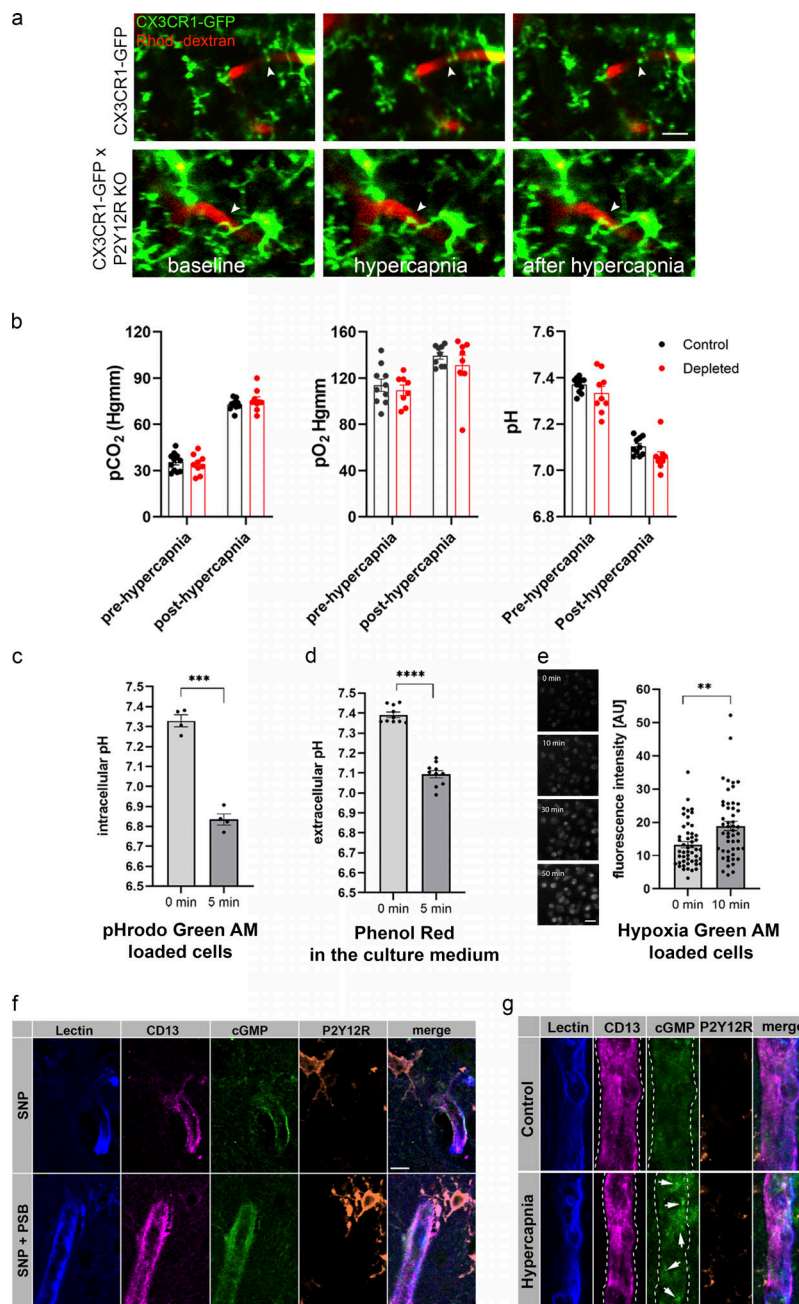 a
CX3CR1-GFP
Rhod.-dextran
CX3CR1-GFP
CX3CR1-GFP x
P2Y12R KO
baseline
hypercapnia
after hypercapnia
b
pCO2 (Hgmm)
120
90
60
30
0
pre-hypercapnia
post-hypercapnia
pO2 Hgmm
160
120
80
40
0
pre-hypercapnia
post-hypercapnia
pH
7.6
7.4
7.2
7.0
6.8
Pre-hypercapnia
Post-hypercapnia
Control
Depleted
c
intracellular pH
7.5
7.4
7.3
7.2
7.1
7.0
6.9
6.8
6.7
6.6
6.5
***
0 min
5 min
pHrodo Green AM
loaded cells
d
extracellular pH
7.5
7.4
7.3
7.2
7.1
7.0
6.9
6.8
6.7
6.6
6.5
****
0 min
5 min
Phenol Red
in the culture medium
e
0 min
10 min
30 min
50 min
fluorescence intensity [AU]
60
50
40
30
20
10
0
**
0 min
10 min
Hypoxia Green AM
loaded cells
f
Lectin
CD13
cGMP
P2Y12R
merge
SNP
SNP + PSB
g
Lectin
CD13
cGMP
P2Y12R
merge
Control
Hypercapnia